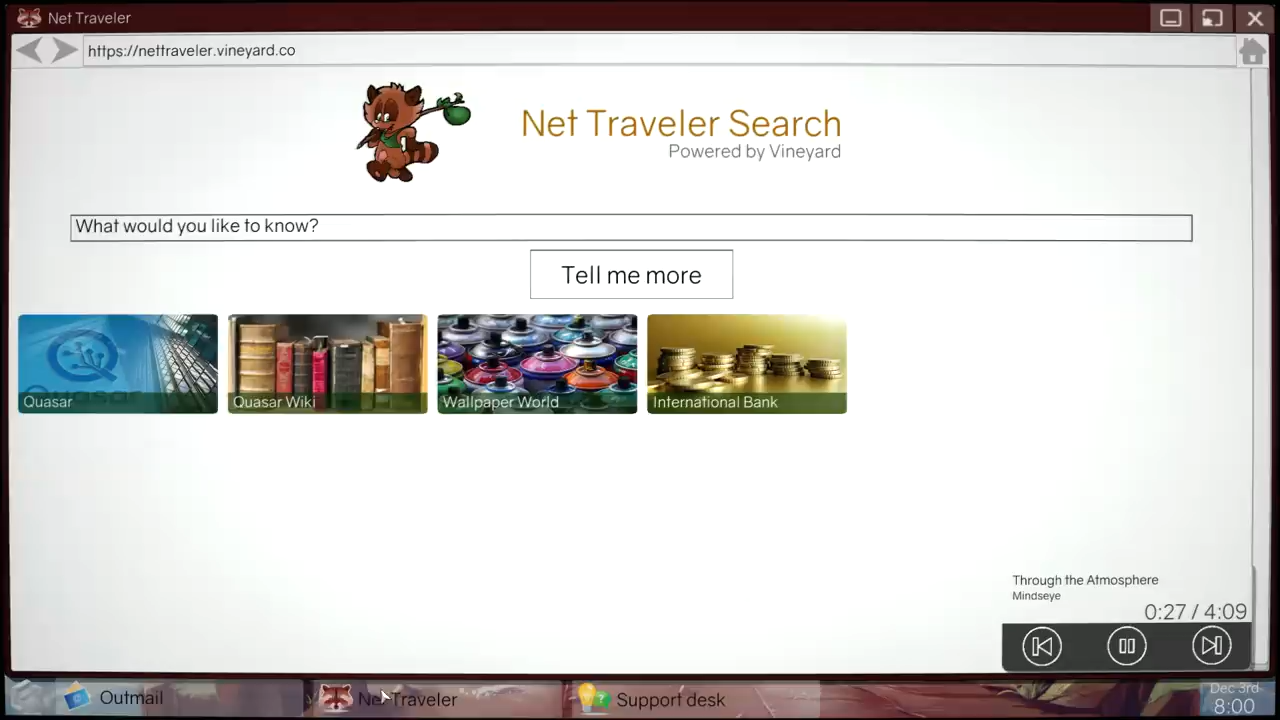 Net Traveler
https://nettraveler.vineyard.co
Net Traveler Search
Powered by Vineyard
What would you like to know?
Tell me more
Quasar
Quasar Wiki
Wallpaper World
International Bank
Through the Atmosphere
Mindseye
0:27 / 4:09
Outmail
Net Traveler
Support desk
Dec 3rd
8:00